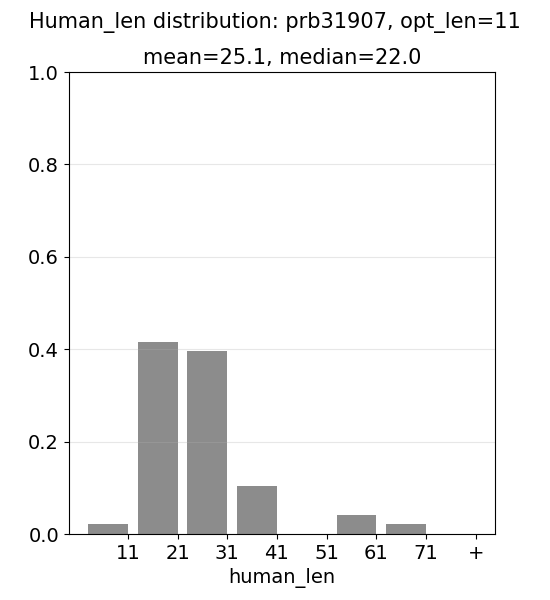 Human_len distribution: prb31907, opt_len=11
mean=25.1, median=22.0
1.0
0.8
0.6
0.4
0.2
0.0
11 21 31 41 51 61 71 +
human_len